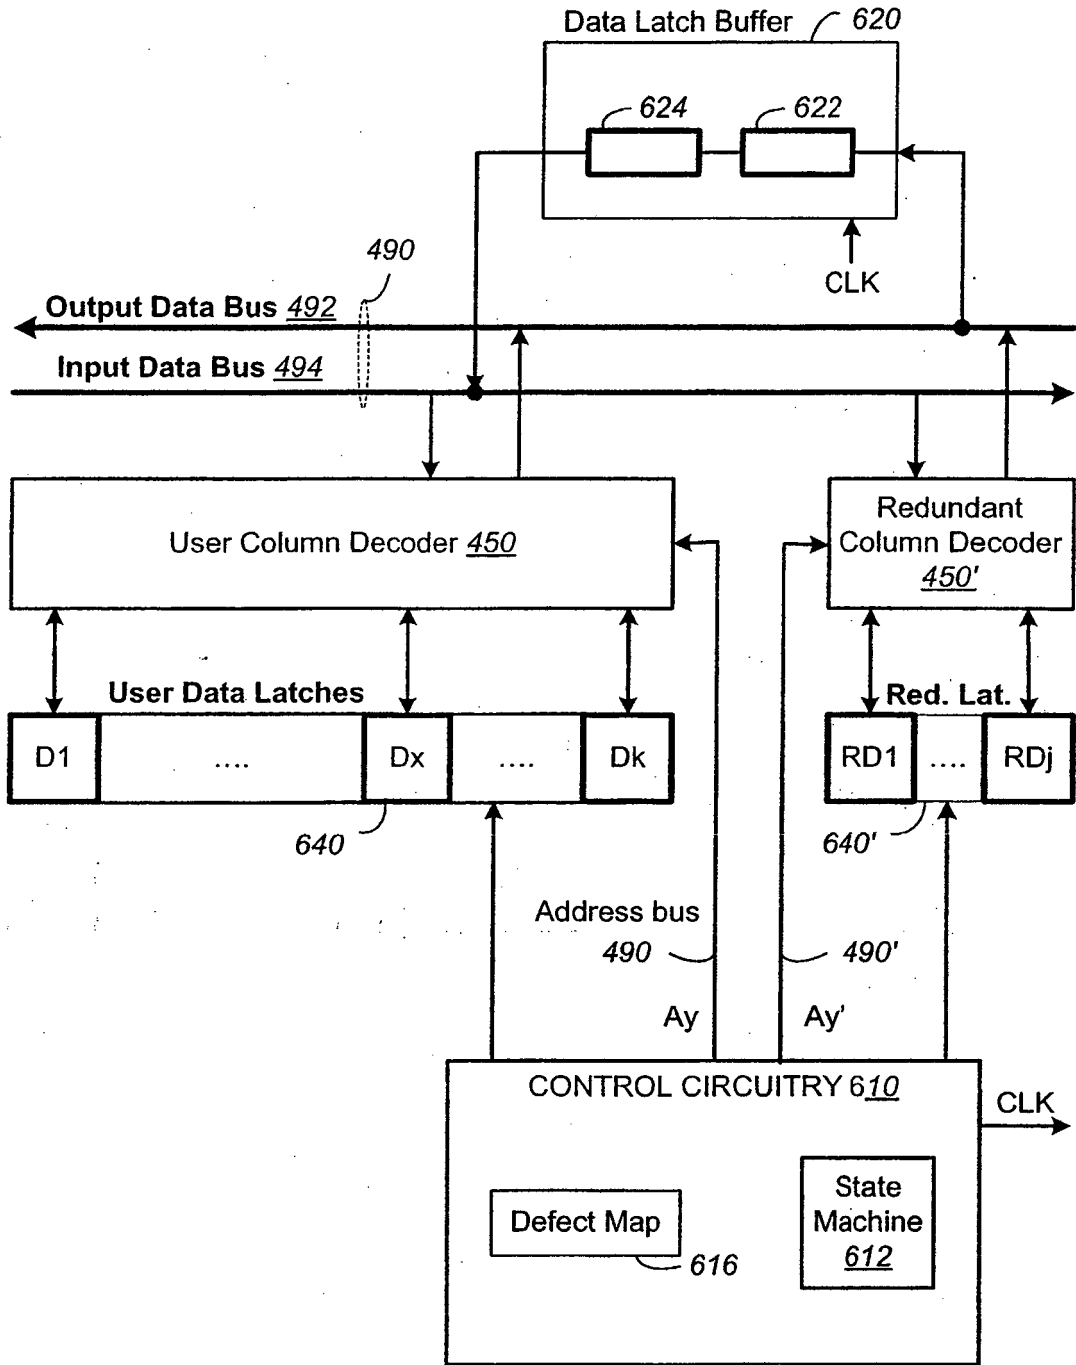 Data Latch Buffer 620
624 622
CLK
490
Output Data Bus 492
Input Data Bus 494
User Column Decoder 450
Redundant
Column Decoder
450'
User Data Latches
Red. Lat.
D1 .... Dx .... Dk
RD1 .... RDj
640
640'
Address bus
490
490'
Ay
Ay'
CONTROL CIRCUITRY 610
CLK
Defect Map
616
State
Machine
612